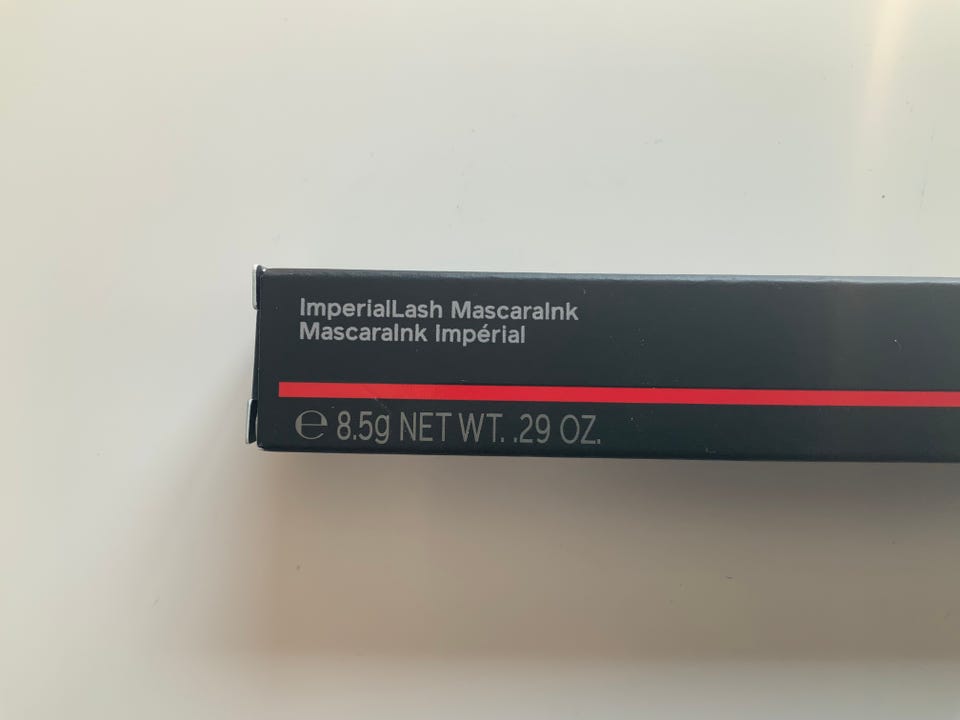 ImperialLash MascaraInk
MascaraInk Impérial
℮ 8.5g NET WT. .29 OZ.